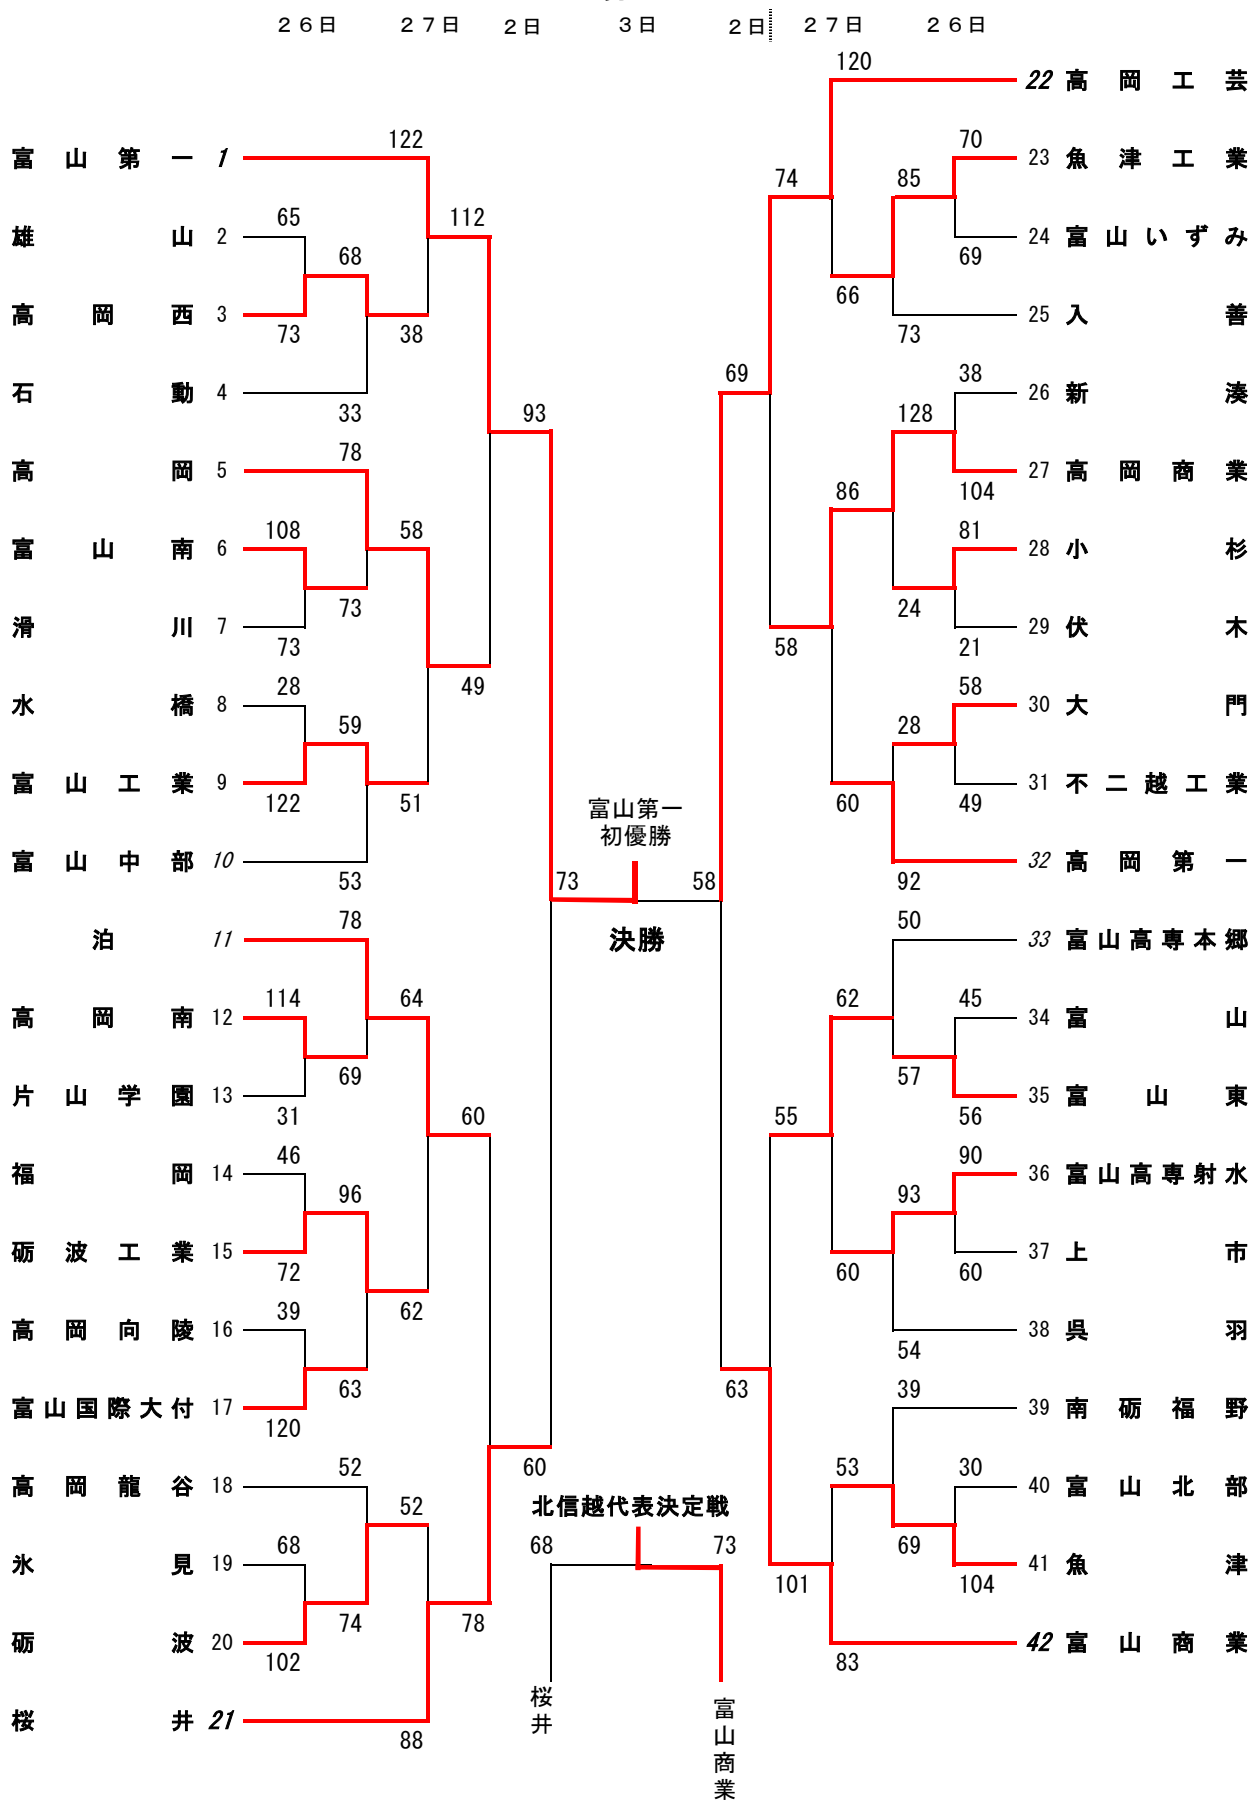 ２６日 ２７日 ２日 ３日 ２日 ２７日 ２６日
120
22 高岡工芸
122 70
富山第一 1 23 魚津工業
74 85
65 112
雄山 2 24 富山いずみ
68 69
66
高岡西 3 25 入善
73 38 73
69 38
石動 4 26 新湊
33 93 128
78
高岡 5 27 高岡商業
86 104
108 58 81
富山南 6 28 小杉
73 24
滑川 7 29 伏木
73 58 21
28 49 58
水橋 8 30 大門
59 28
富山工業 9 31 不二越工業
122 51 60 49
富山第一
初優勝
富山中部 10 32 高岡第一
53 73 58 92
78 50
泊 11 決勝 33 富山高専本郷
114 64 62 45
高岡南 12 34 富山
69 57
片山学園 13 35 富山東
31 60 55 56
46 90
福岡 14 36 富山高専射水
96 93
砺波工業 15 37 上市
72 60 60
39 62
高岡向陵 16 38 呉羽
54
63 63 39
富山国際大付 17 39 南砺福野
120
52 60 53 30
高岡龍谷 18 40 富山北部
52 北信越代表決定戦
68 68 73 69
氷見 19 41 魚津
101 104
74 78
砺波 20 42 富山商業
102 83
桜井 21 桜井 富山商業
88